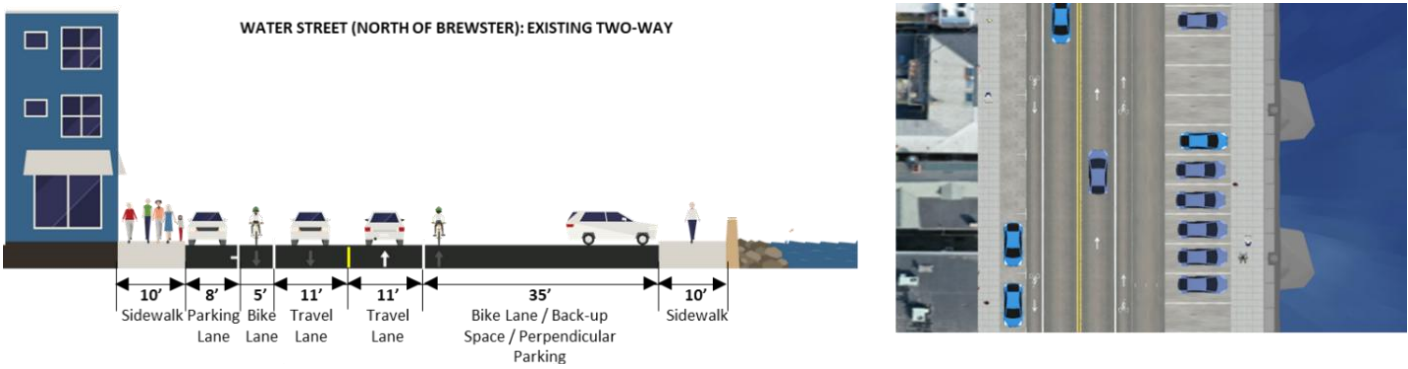 WATER STREET (NORTH OF BREWSTER): EXISTING TWO-WAY
10’ 8’ 5’ 11’ 11’ 35’ 10’
Sidewalk Parking Bike Travel Travel Bike Lane / Back-up Sidewalk
Lane Lane Lane Lane Space / Perpendicular
Parking